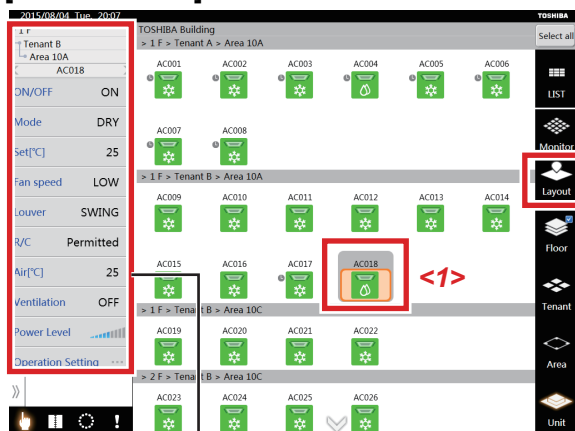 2015/08/04 Tue 20:07
TOSHIBA
1 F
Tenant B
Area 10A
AC018
ON/OFF ON
Mode DRY
Set[℃] 25
Fan speed LOW
Louver SWING
R/C Permitted
Air[℃] 25
Ventilation OFF
Power Level
Operation Setting ...
TOSHIBA Building
> 1 F > Tenant A > Area 10A
AC001 AC002 AC003 AC004 AC005 AC006
AC007 AC008
> 1 F > Tenant B > Area 10A
AC009 AC010 AC011 AC012 AC013 AC014
AC015 AC016 AC017 AC018
<1>
> 1 F > Tenant B > Area 10C
AC019 AC020 AC021 AC022
> 2 F > Tenant B > Area 10C
AC023 AC024 AC025 AC026
Select all
LIST
Monitor
Layout
Floor
Tenant
Area
Unit